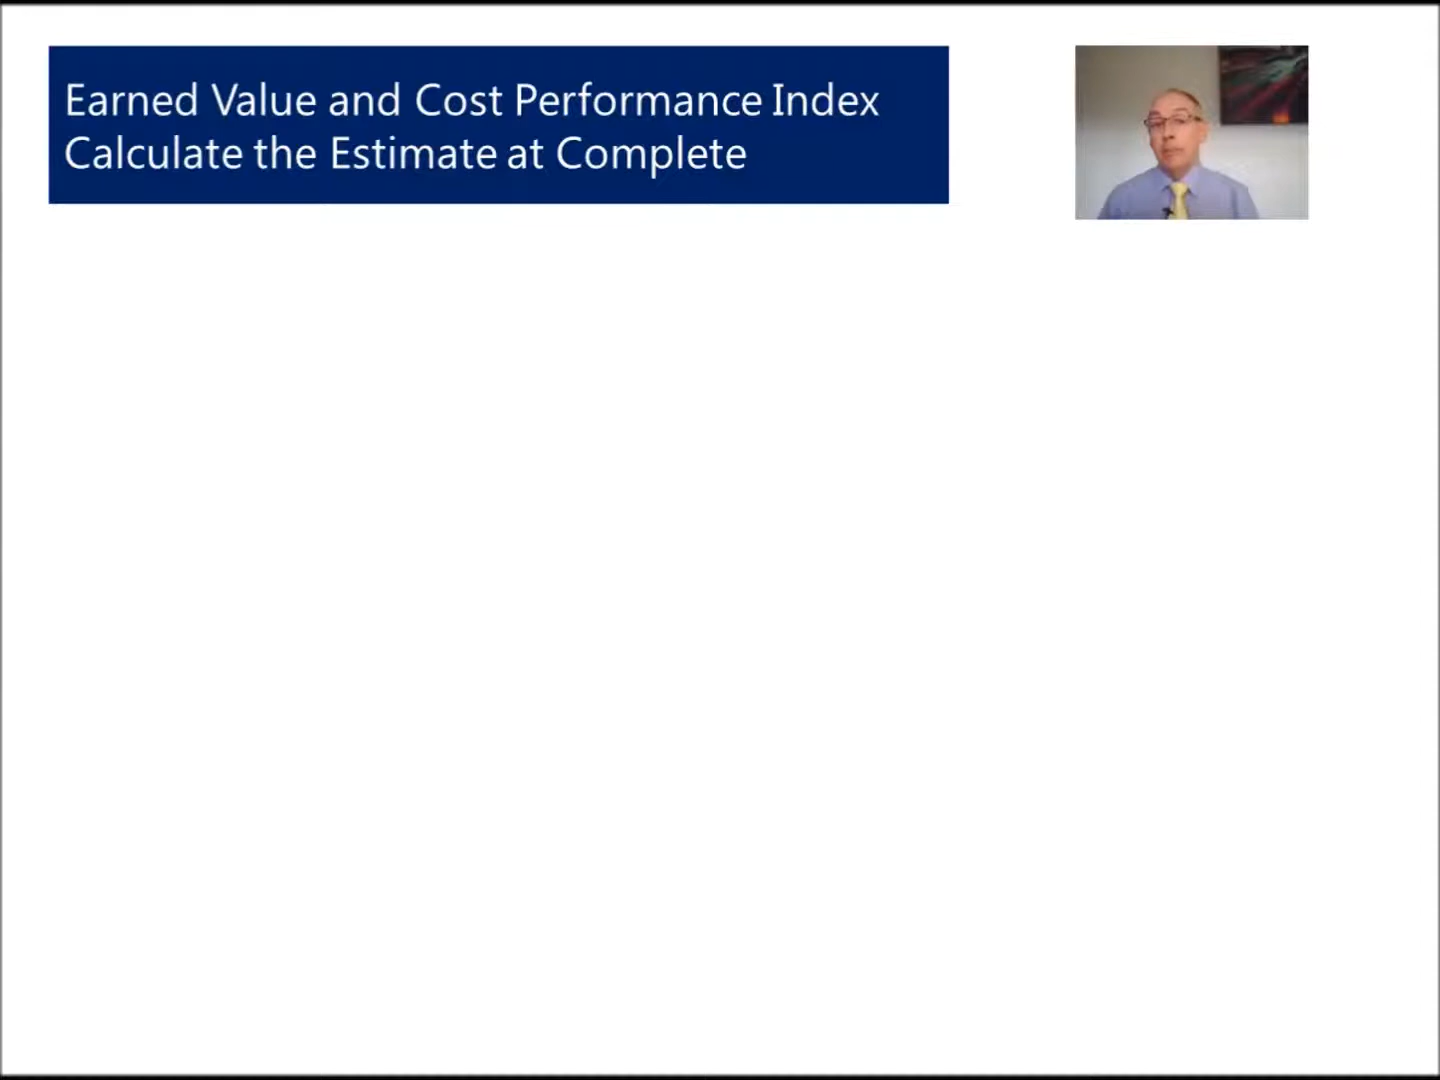 Earned Value and Cost Performance Index
Calculate the Estimate at Complete